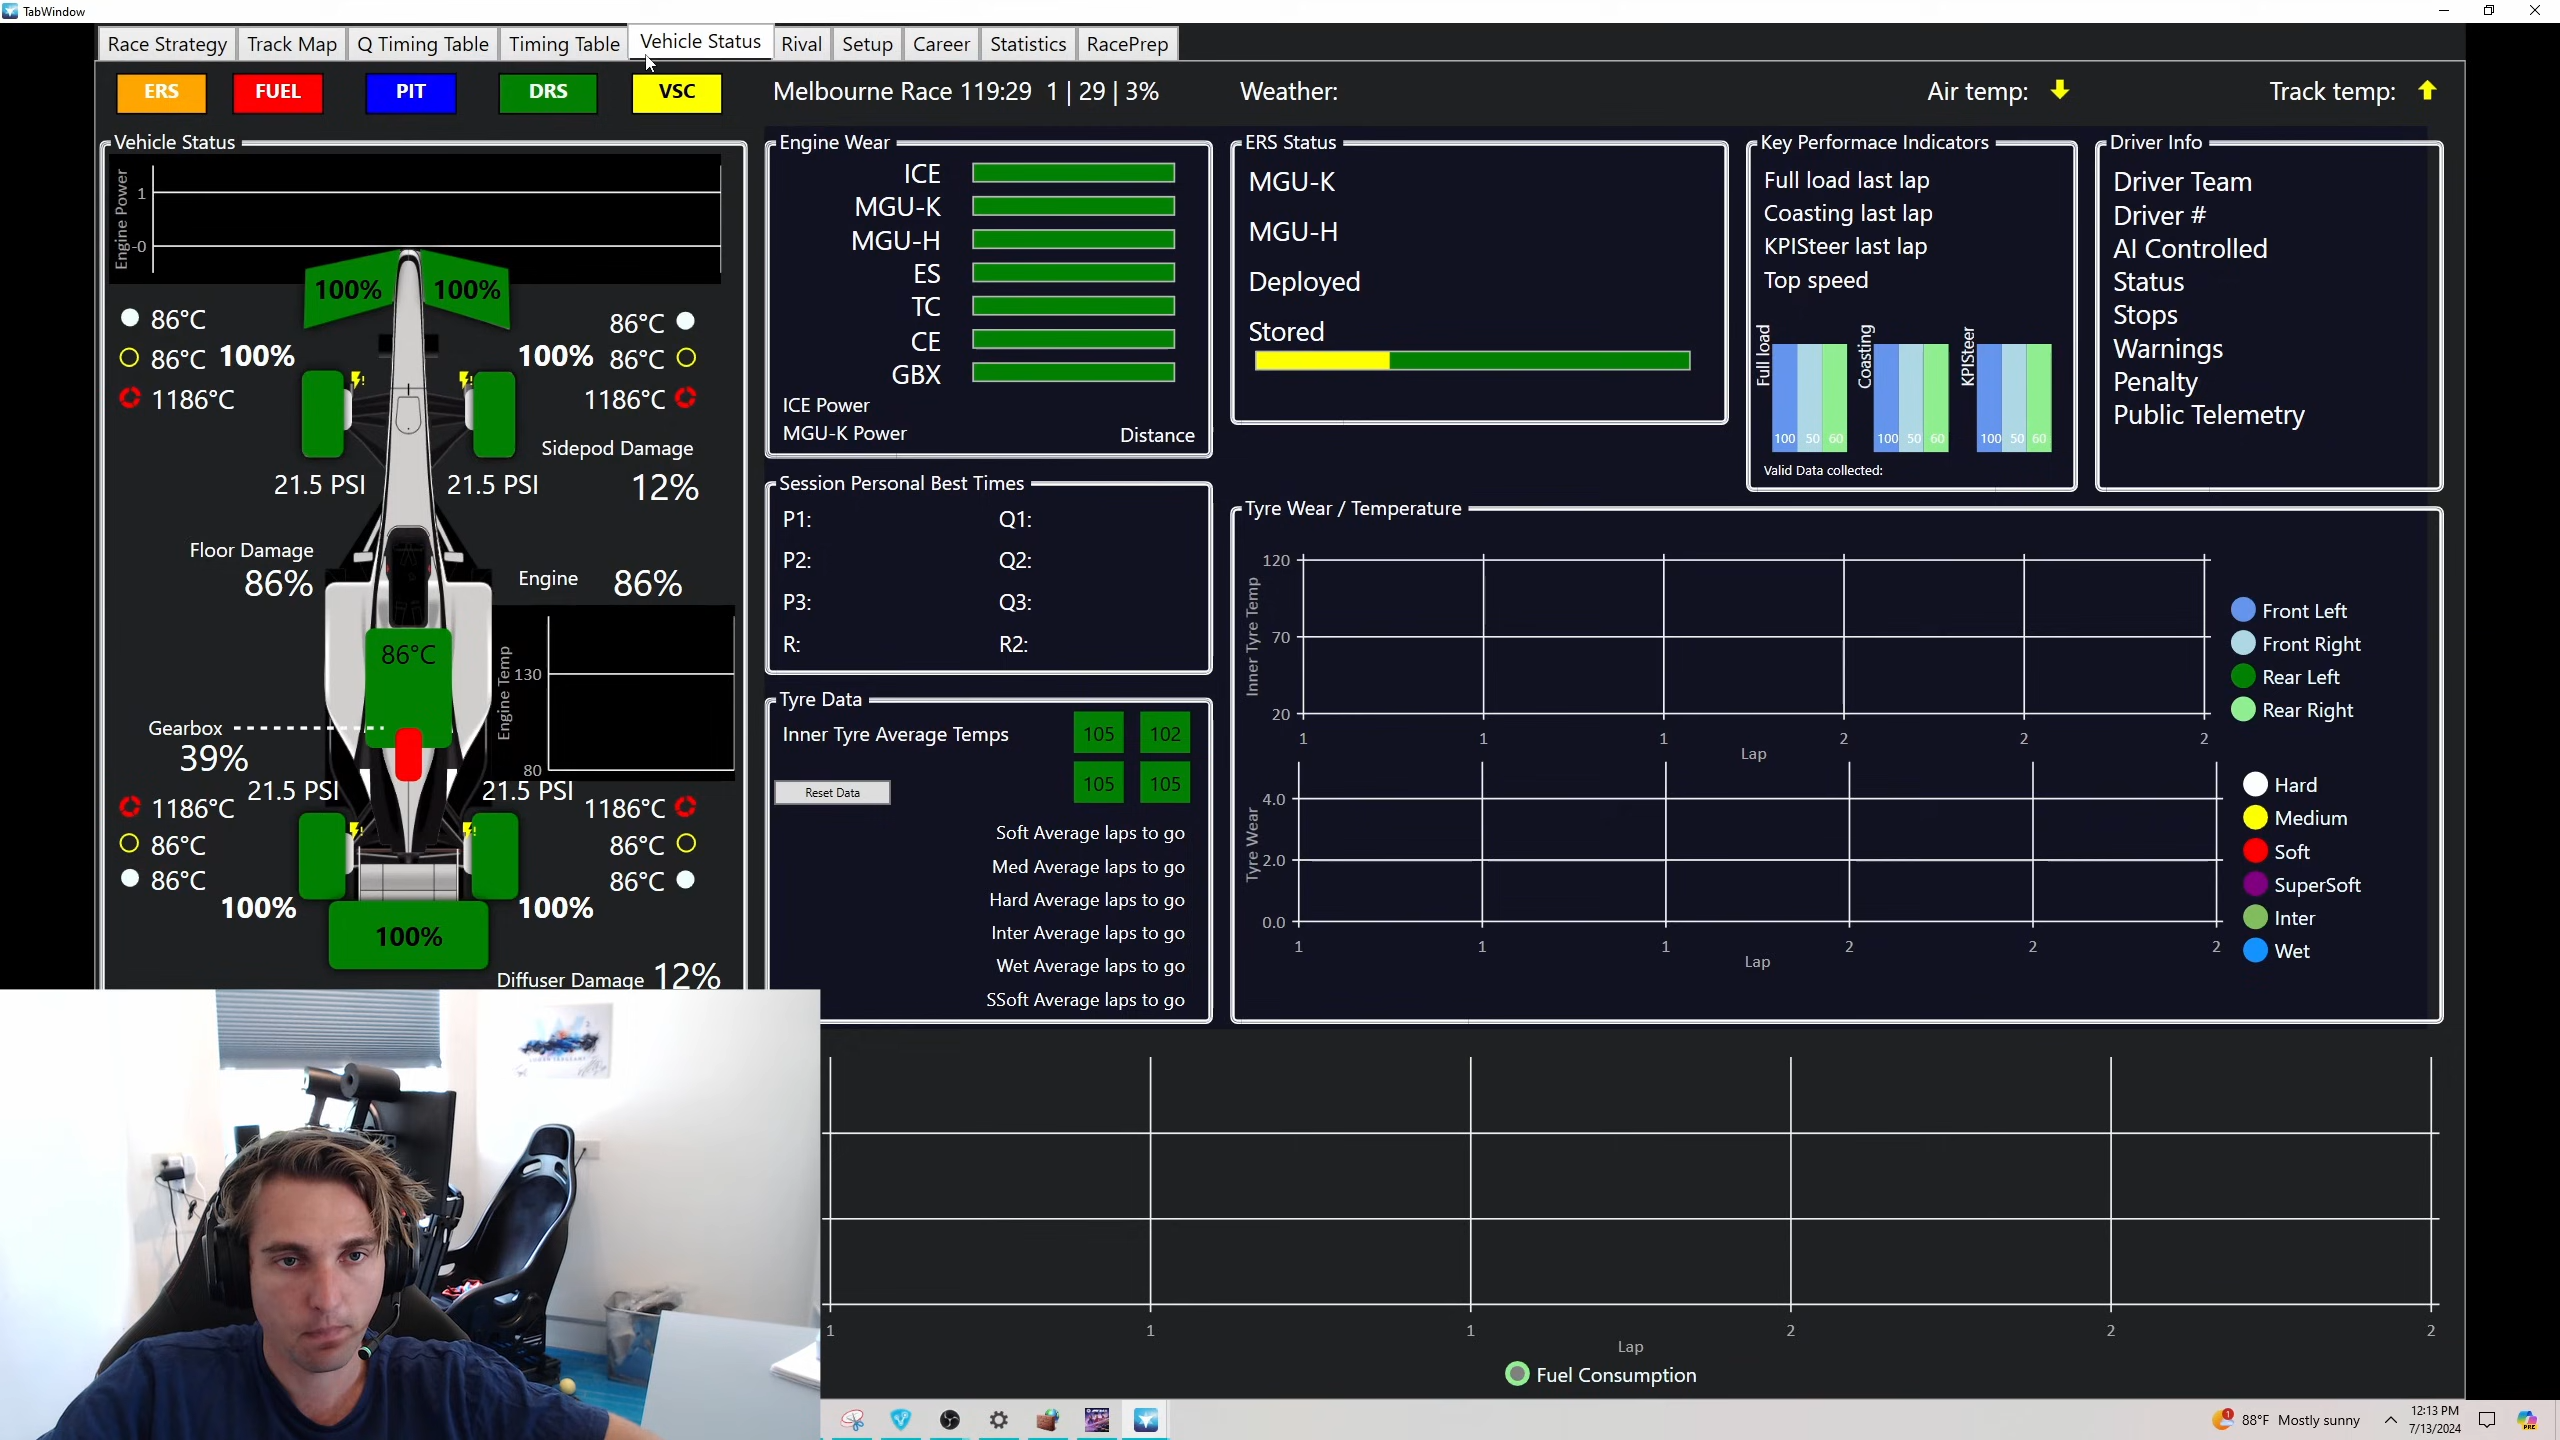 TabWindow
Race Strategy Track Map Q Timing Table Timing Table Vehicle Status Rival Setup Career Statistics RacePrep
ERS FUEL PIT DRS VSC Melbourne Race 119:29 1 | 29 | 3% Weather: Air temp: Track temp:
Vehicle Status
Engine Power
1
-0
100% 100%
86°C 86°C
86°C 100% 100% 86°C
1186°C 1186°C
Sidepod Damage
21.5 PSI 21.5 PSI 12%
Floor Damage
86%
Engine 86%
86°C
Engine Temp
130
80
Gearbox
39%
21.5 PSI 21.5 PSI
1186°C 1186°C
86°C 86°C
86°C 86°C
100% 100%
100%
Diffuser Damage 12%
Engine Wear
ICE
MGU-K
MGU-H
ES
TC
CE
GBX
ICE Power
MGU-K Power Distance
Session Personal Best Times
P1: Q1:
P2: Q2:
P3: Q3:
R: R2:
Tyre Data
Inner Tyre Average Temps 105 102
105 105
Reset Data
Soft Average laps to go
Med Average laps to go
Hard Average laps to go
Inter Average laps to go
Wet Average laps to go
SSoft Average laps to go
ERS Status
MGU-K
MGU-H
Deployed
Stored
Key Performace Indicators
Full load last lap
Coasting last lap
KPISteer last lap
Top speed
Full load 100 50 60
Coasting 100 50 60
KPISteer 100 50 60
Valid Data collected:
Driver Info
Driver Team
Driver #
AI Controlled
Status
Stops
Warnings
Penalty
Public Telemetry
Tyre Wear / Temperature
Inner Tyre Temp
120
70
20
1 1 1 2 2 2
Lap
Front Left
Front Right
Rear Left
Rear Right
Tyre Wear
4.0
2.0
0.0
1 1 1 2 2 2
Lap
Hard
Medium
Soft
SuperSoft
Inter
Wet
1 1 1 2 2 2
Lap
Fuel Consumption
1 88°F Mostly sunny
12:13 PM
7/13/2024
PRE